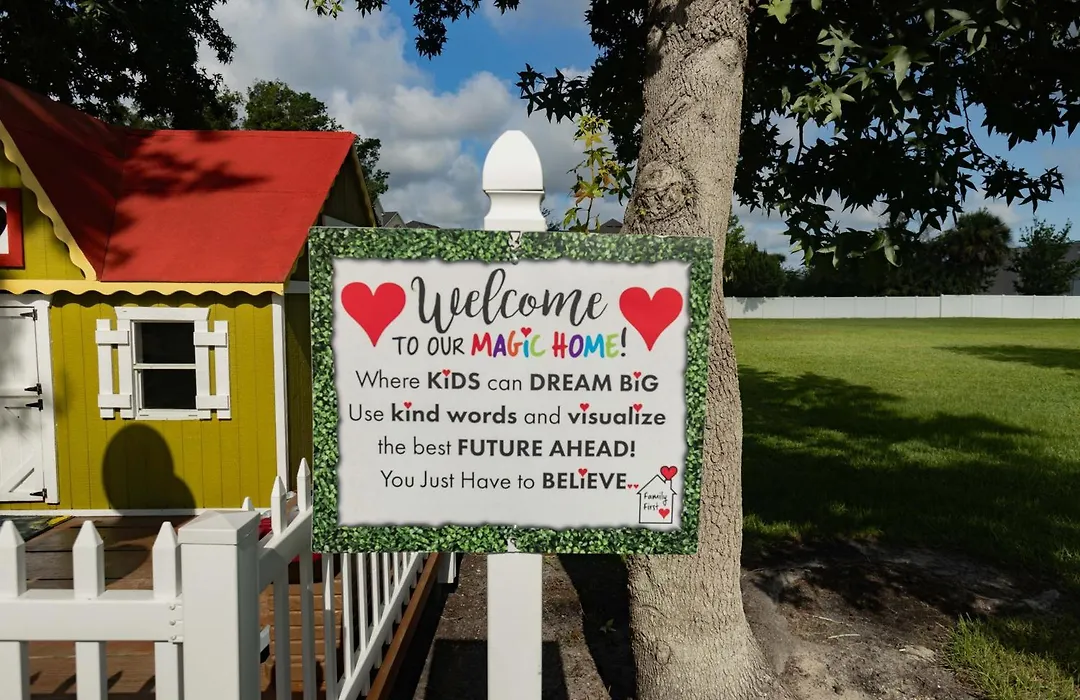 Welcome
TO OUR MAGIC HOME!
Where KiDS can DREAM BiG
Use kind words and visualize
the best FUTURE AHEAD!
You Just Have to BELiEVE..
Family
First